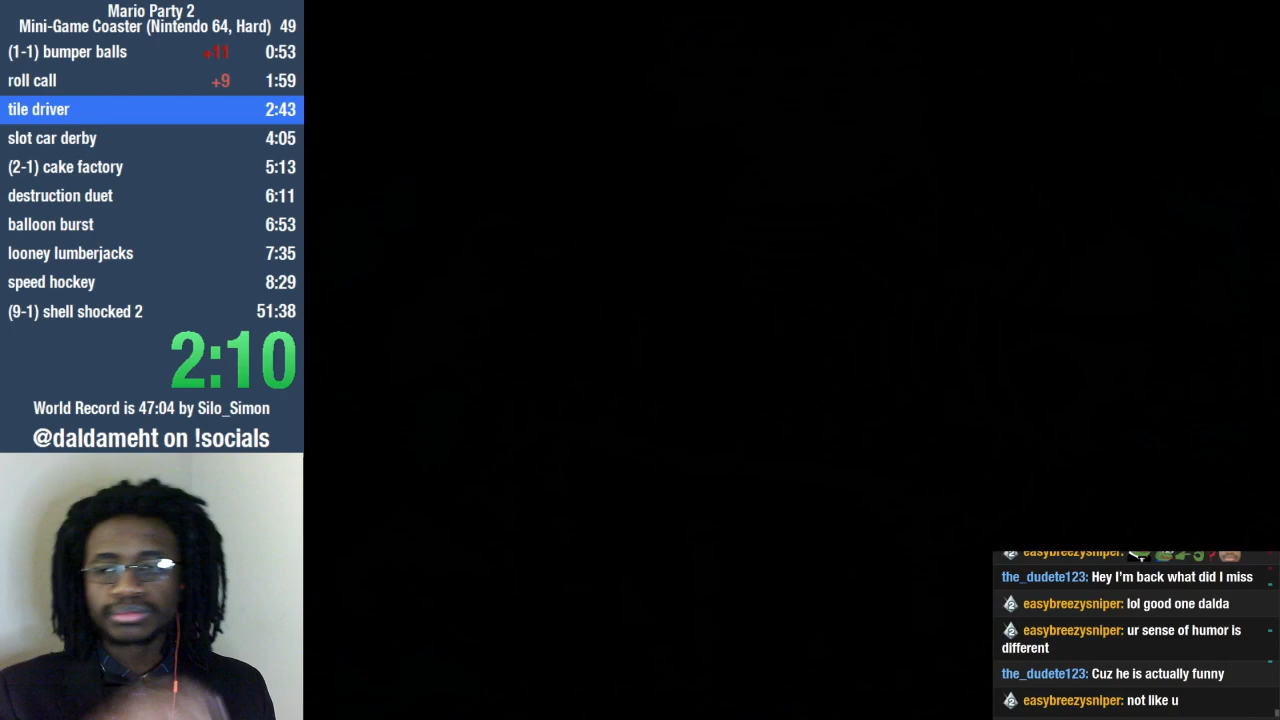 Mario Party 2
Mini-Game Coaster (Nintendo 64, Hard) 49
(1-1) bumper balls +11 0:53
roll call +9 1:59
tile driver 2:43
slot car derby 4:05
(2-1) cake factory 5:13
destruction duet 6:11
balloon burst 6:53
looney lumberjacks 7:35
speed hockey 8:29
(9-1) shell shocked 2 51:38
2:10
World Record is 47:04 by Silo_Simon
@daldameht on !socials
easybreezysniper:
the_dudete123: Hey I'm back what did I miss
2 easybreezysniper: lol good one dalda
2 easybreezysniper: ur sense of humor is
different
the_dudete123: Cuz he is actually funny
2 easybreezysniper: not like u